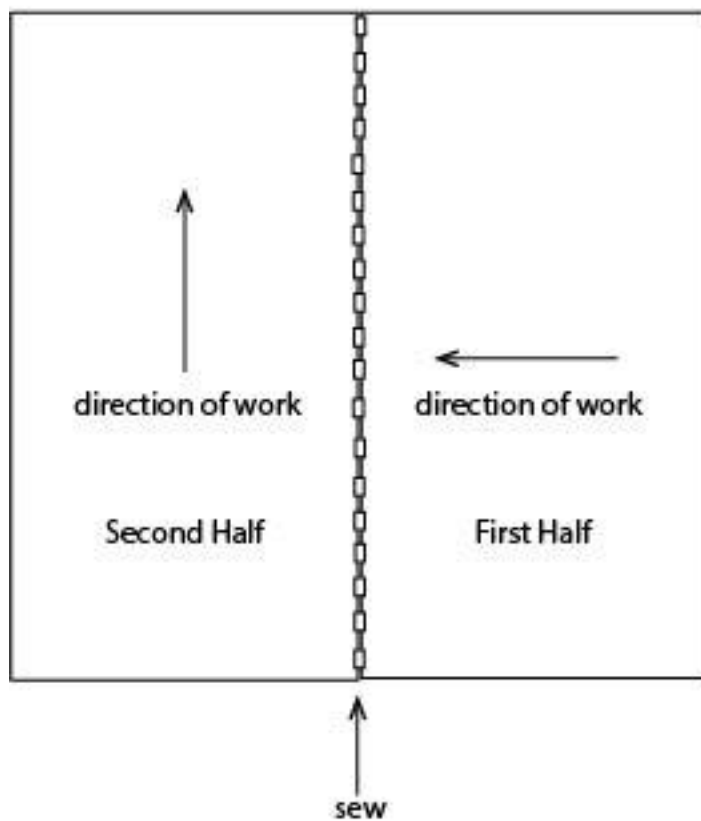 direction of work
direction of work
Second Half
First Half
sew